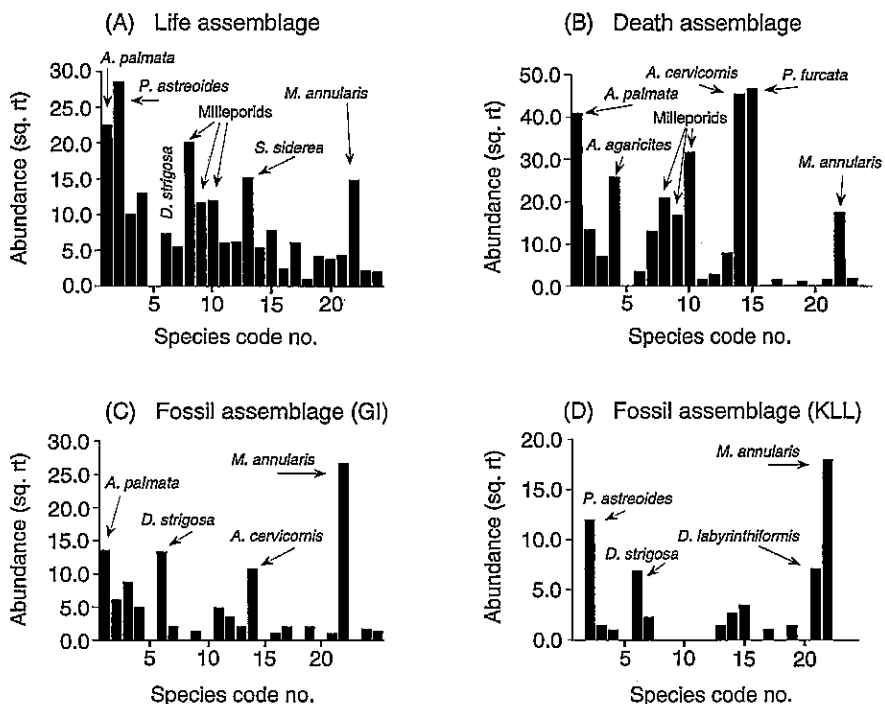 (A) Life assemblage
A. palmata
P. astreoides
Milleporids
M. annularis
D. strigosa
S. siderea
Abundance (sq. rt)
30.0
25.0
20.0
15.0
10.0
5.0
0.0
5 10 15 20
Species code no.
(B) Death assemblage
A. cervicornis
P. furcata
A. palmata
Milleporids
A. agaricites
M. annularis
Abundance (sq. rt)
50.0
40.0
30.0
20.0
10.0
0.0
5 10 15 20
Species code no.
(C) Fossil assemblage (GI)
M. annularis
A. palmata
D. strigosa
A. cervicornis
Abundance (sq. rt)
30.0
25.0
20.0
15.0
10.0
5.0
0.0
5 10 15 20
Species code no.
(D) Fossil assemblage (KLL)
M. annularis
P. astreoides
D. labyrinthiformis
D. strigosa
Abundance (sq. rt)
20.0
15.0
10.0
5.0
0.0
5 10 15 20
Species code no.